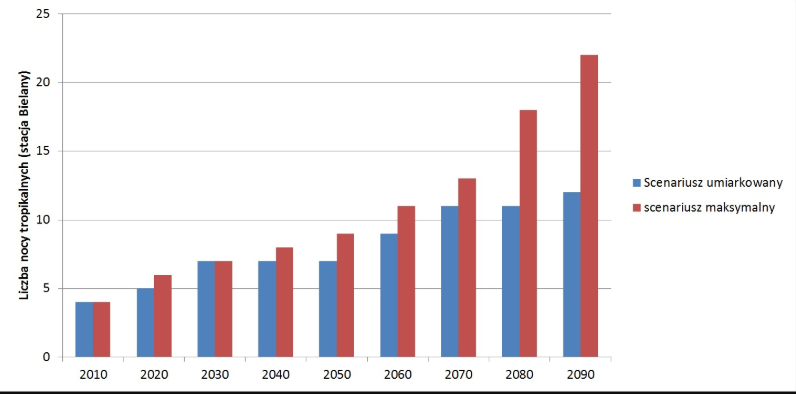 Liczba nocy tropikalnych (stacja Bielany)
25
20
15
10
5
0
2010 2020 2030 2040 2050 2060 2070 2080 2090
Scenariusz umiarkowany
scenariusz maksymalny